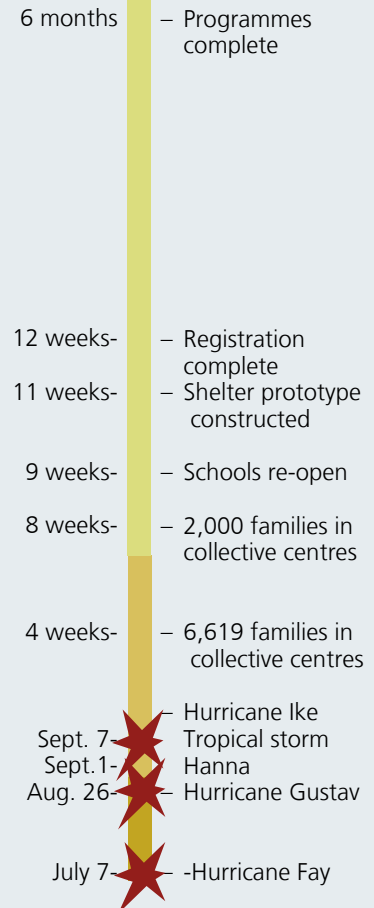 6 months – Programmes
complete
12 weeks- – Registration
complete
11 weeks- – Shelter prototype
constructed
9 weeks- – Schools re-open
8 weeks- – 2,000 families in
collective centres
4 weeks- – 6,619 families in
collective centres
– Hurricane Ike
Sept. 7- Tropical storm
Sept.1- Hanna
Aug. 26- – Hurricane Gustav
July 7- – -Hurricane Fay